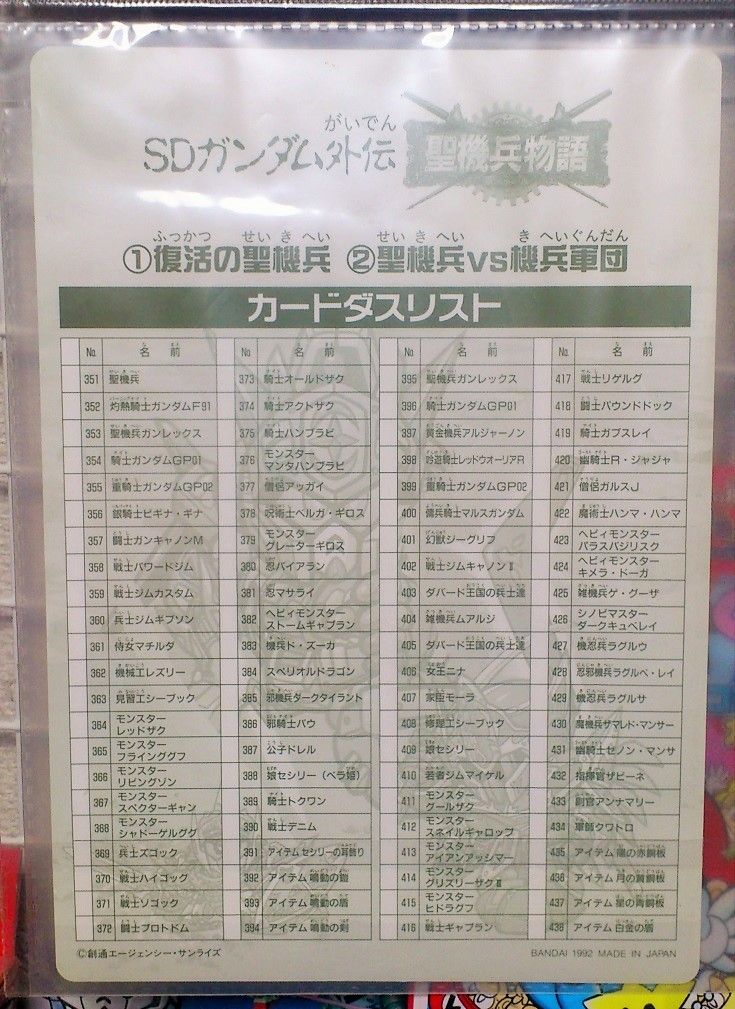 がいでん
SDガンダム外伝 聖機兵物語
ふっかつ せいきへい せいきへい きへいぐんだん
①復活の聖機兵 ②聖機兵vs機兵軍団
カードダスリスト
No. 名前 No. 名前 No. 名前 No. 名前
351 聖機兵 373 騎士オールドザク 395 聖機兵ガンレックス 417 戦士リゲルグ
352 灼熱騎士ガンダムF91 374 騎士アクトザク 396 騎士ガンダムGP01 418 闘士バウンドドック
353 聖機兵ガンレックス 375 騎士ハンブラビ 397 黄金機兵アルジャーノン 419 騎士ガブスレイ
354 騎士ガンダムGP01 376 モンスターマンタハンブラビ 398 吟遊騎士レッドウォーリアR 420 幽騎士R・ジャジャ
355 重騎士ガンダムGP02 377 僧侶アッガイ 399 重騎士ガンダムGP02 421 僧侶ガルスJ
356 銀騎士ビギナ・ギナ 378 呪術士ベルガ・ギロス 400 傭兵騎士マルスガンダム 422 魔術士ハンマ・ハンマ
357 闘士ガンキャノンM 379 モンスターグレーターギロス 401 幻獣ジーグリフ 423 ヘビィモンスターバラスバジリスク
358 戦士パワードジム 380 忍バイアラン 402 戦士ジムキャノンⅡ 424 ヘビィモンスターキメラ・ドーガ
359 戦士ジムカスタム 381 忍マサライ 403 ダバード王国の兵士達 425 雑機兵ゲ・グーザ
360 兵士ジムキプソン 382 ヘビィモンスターストームギャプラン 404 雑機兵ムアルジ 426 シノビマスターダークキュベレイ
361 侍女マチルタ 383 機兵ド・ズーカ 405 ダバード王国の兵士達 427 機忍兵ラグルウ
362 機械工レズリー 384 スペリオルドラゴン 406 女王ニナ 428 忍邪機兵ラグルベ・レイ
363 見習工シーブック 385 邪機兵ダークタイラント 407 家臣モーラ 429 機忍兵ラグルサ
364 モンスターレッドザク 386 邪騎士バウ 408 修理工シーブック 430 魔機兵サマレド・マンサー
365 モンスターフラインググフ 387 公子ドレル 409 娘セシリー 431 幽騎士ゼノン・マンサ
366 モンスターリビングゾン 388 娘セシリー（ベラ姫） 410 若者ジムマイケル 432 指揮官ザビーネ
367 モンスタースペクターギャン 389 騎士トクワン 411 モンスターグールザク 433 副官アンナマリー
368 モンスターシャドーゲルググ 390 戦士デニム 412 モンスタースネイルギャロップ 434 軍師クワトロ
369 兵士ズゴック 391 アイテム セシリーの耳飾り 413 モンスターアイアンアッシマー 435 アイテム 陽の赤銅板
370 戦士ハイゴック 392 アイテム 鳴動の鎧 414 モンスターグリズリーザクⅢ 436 アイテム 月の黄銅板
371 戦士ゾゴック 393 アイテム 鳴動の盾 415 モンスターヒドラグフ 437 アイテム 星の青銅板
372 闘士プロトドム 394 アイテム 鳴動の剣 416 戦士ギャプラン 438 アイテム 白金の盾
©創通エージェンシー・サンライズ BANDAI 1992 MADE IN JAPAN